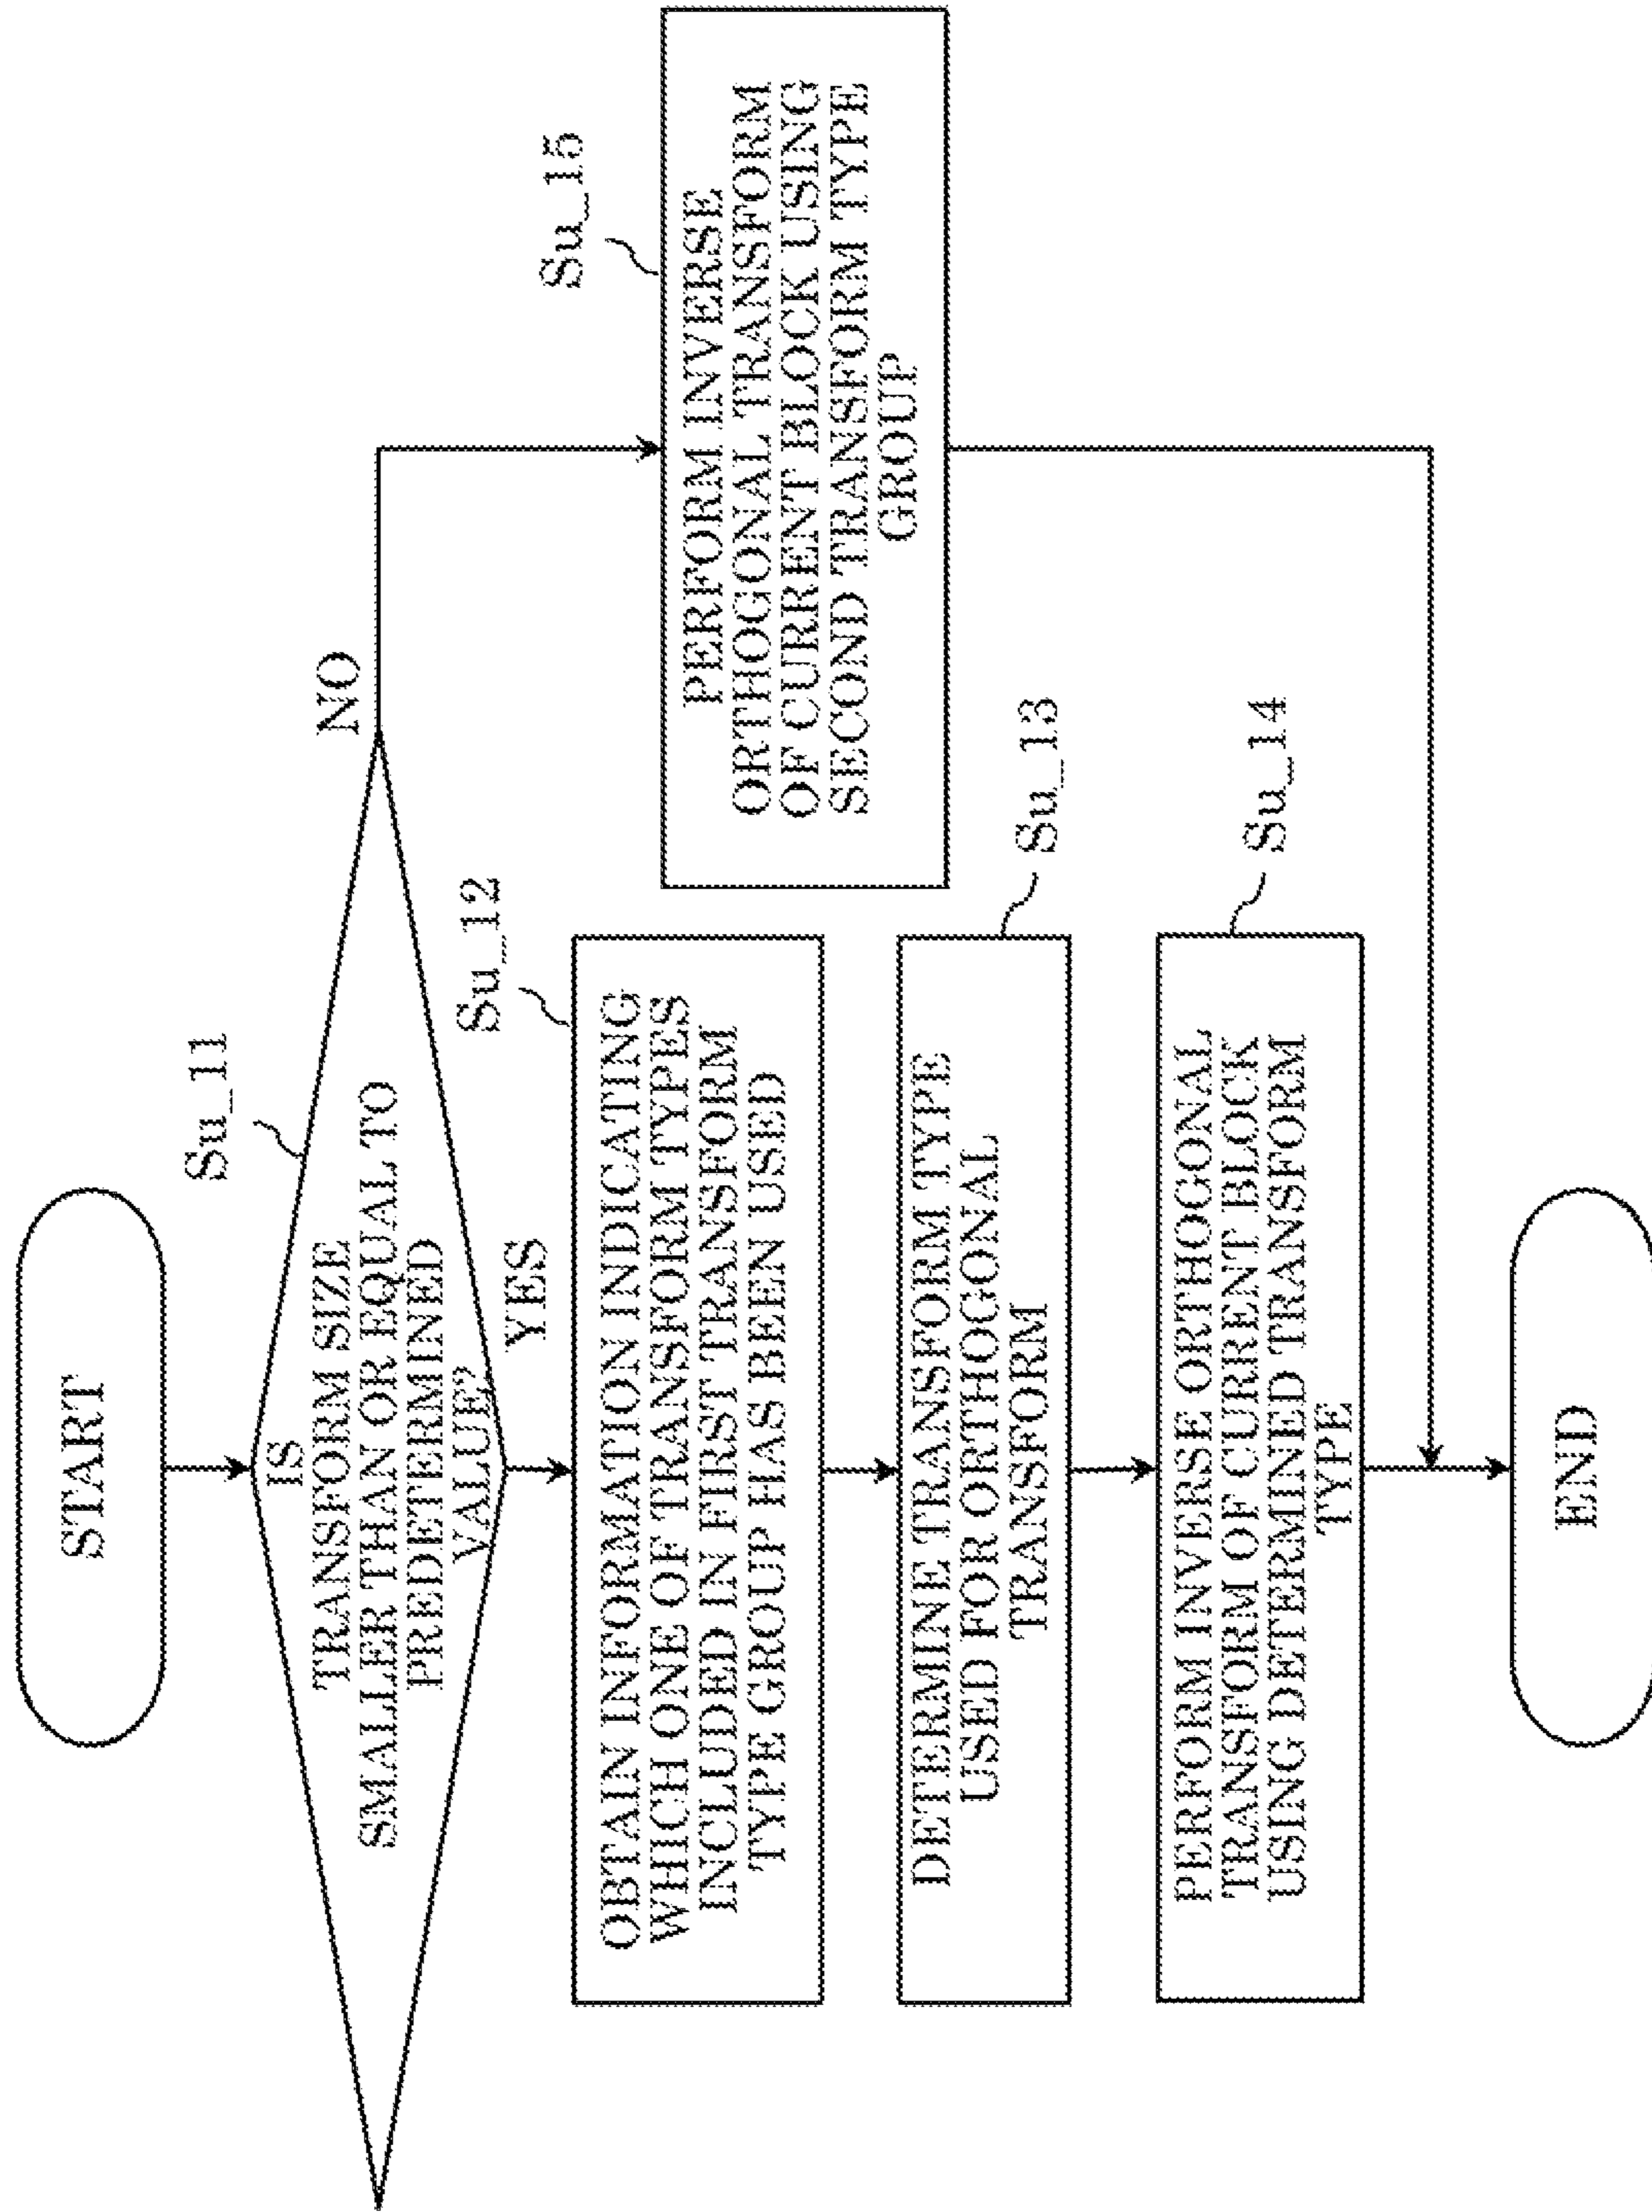 START
Su_11
IS
TRANSFORM SIZE
SMALLER THAN OR EQUAL TO
PREDETERMINED
VALUE?
NO
YES
Su_12
OBTAIN INFORMATION INDICATING
WHICH ONE OF TRANSFORM TYPES
INCLUDED IN FIRST TRANSFORM
TYPE GROUP HAS BEEN USED
Su_13
DETERMINE TRANSFORM TYPE
USED FOR ORTHOGONAL
TRANSFORM
Su_14
PERFORM INVERSE ORTHOGONAL
TRANSFORM OF CURRENT BLOCK
USING DETERMINED TRANSFORM
TYPE
Su_15
PERFORM INVERSE
ORTHOGONAL TRANSFORM
OF CURRENT BLOCK USING
SECOND TRANSFORM TYPE
GROUP
END